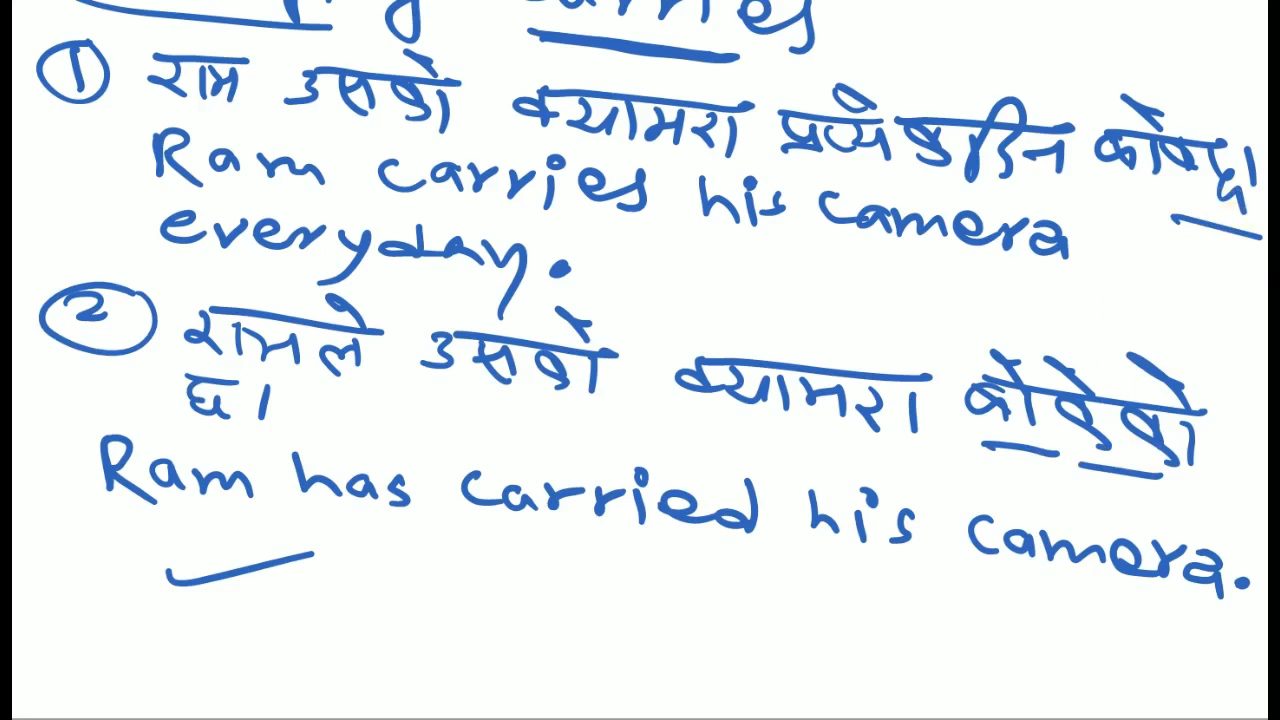 carries
① राम उसको क्यामरा प्रत्येकदिन बोक्छ।
Ram carries his camera
everyday.
② रामले उसको क्यामरा बोकेको
छ।
Ram has carried his camera.